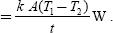 = k A(T₁ − T₂) / t W .